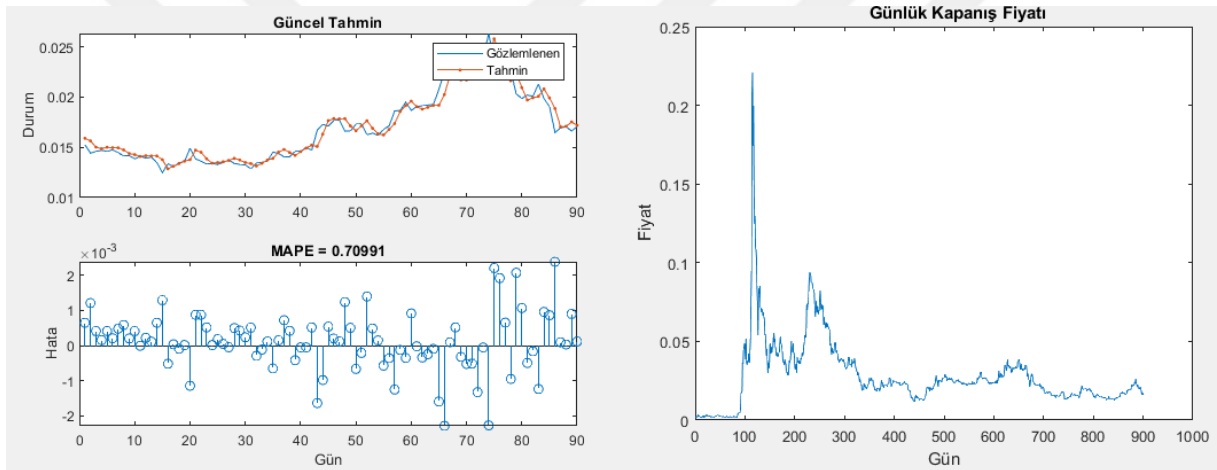 Güncel Tahmin
Gözlemlenen
Tahmin
Durum
0.025
0.02
0.015
0.01
0 10 20 30 40 50 60 70 80 90
×10⁻³
MAPE = 0.70991
Hata
2
1
0
-1
-2
0 10 20 30 40 50 60 70 80 90
Gün
Günlük Kapanış Fiyatı
Fiyat
0.25
0.2
0.15
0.1
0.05
0
0 100 200 300 400 500 600 700 800 900 1000
Gün